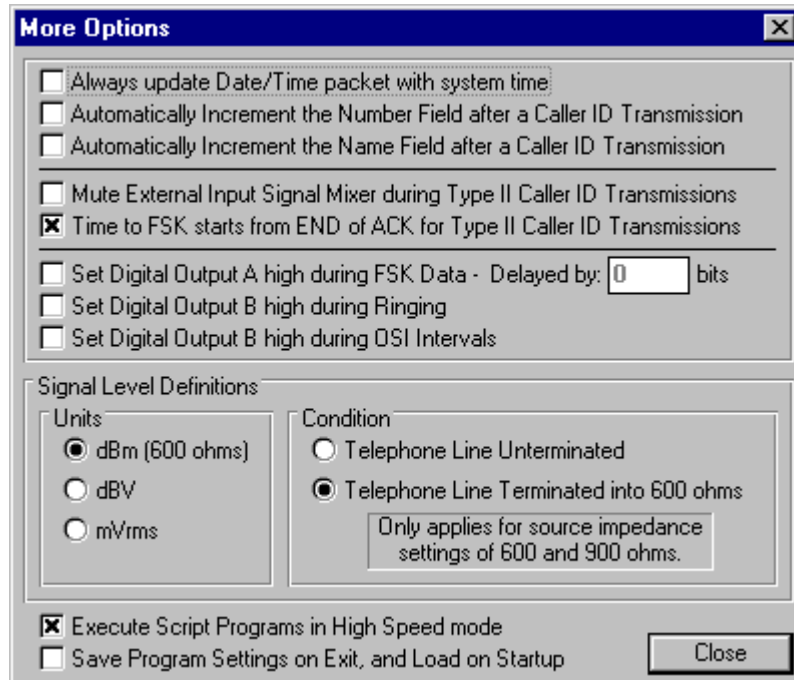 More Options
Always update Date/Time packet with system time
Automatically Increment the Number Field after a Caller ID Transmission
Automatically Increment the Name Field after a Caller ID Transmission
Mute External Input Signal Mixer during Type II Caller ID Transmissions
Time to FSK starts from END of ACK for Type II Caller ID Transmissions
Set Digital Output A high during FSK Data - Delayed by: 0 bits
Set Digital Output B high during Ringing
Set Digital Output B high during OSI Intervals
Signal Level Definitions
Units
dBm (600 ohms)
dBV
mVrms
Condition
Telephone Line Unterminated
Telephone Line Terminated into 600 ohms
Only applies for source impedance
settings of 600 and 900 ohms.
Execute Script Programs in High Speed mode
Save Program Settings on Exit, and Load on Startup
Close